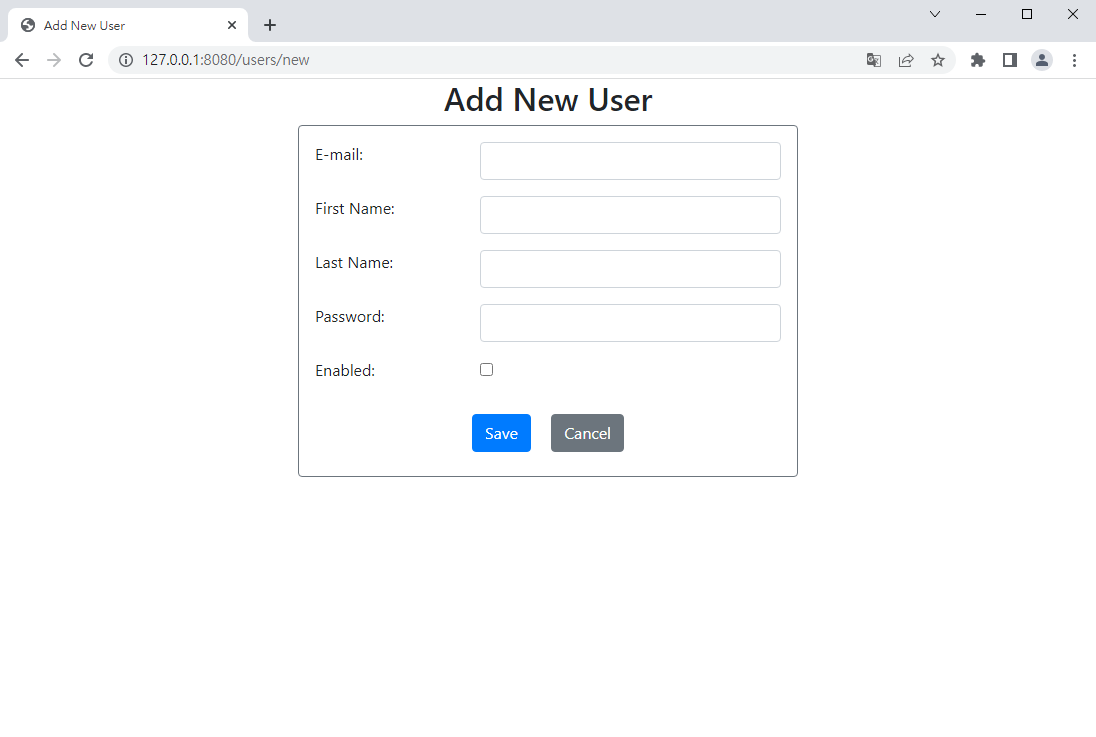 Add New User
127.0.0.1:8080/users/new
Add New User
E-mail:
First Name:
Last Name:
Password:
Enabled:
Save Cancel